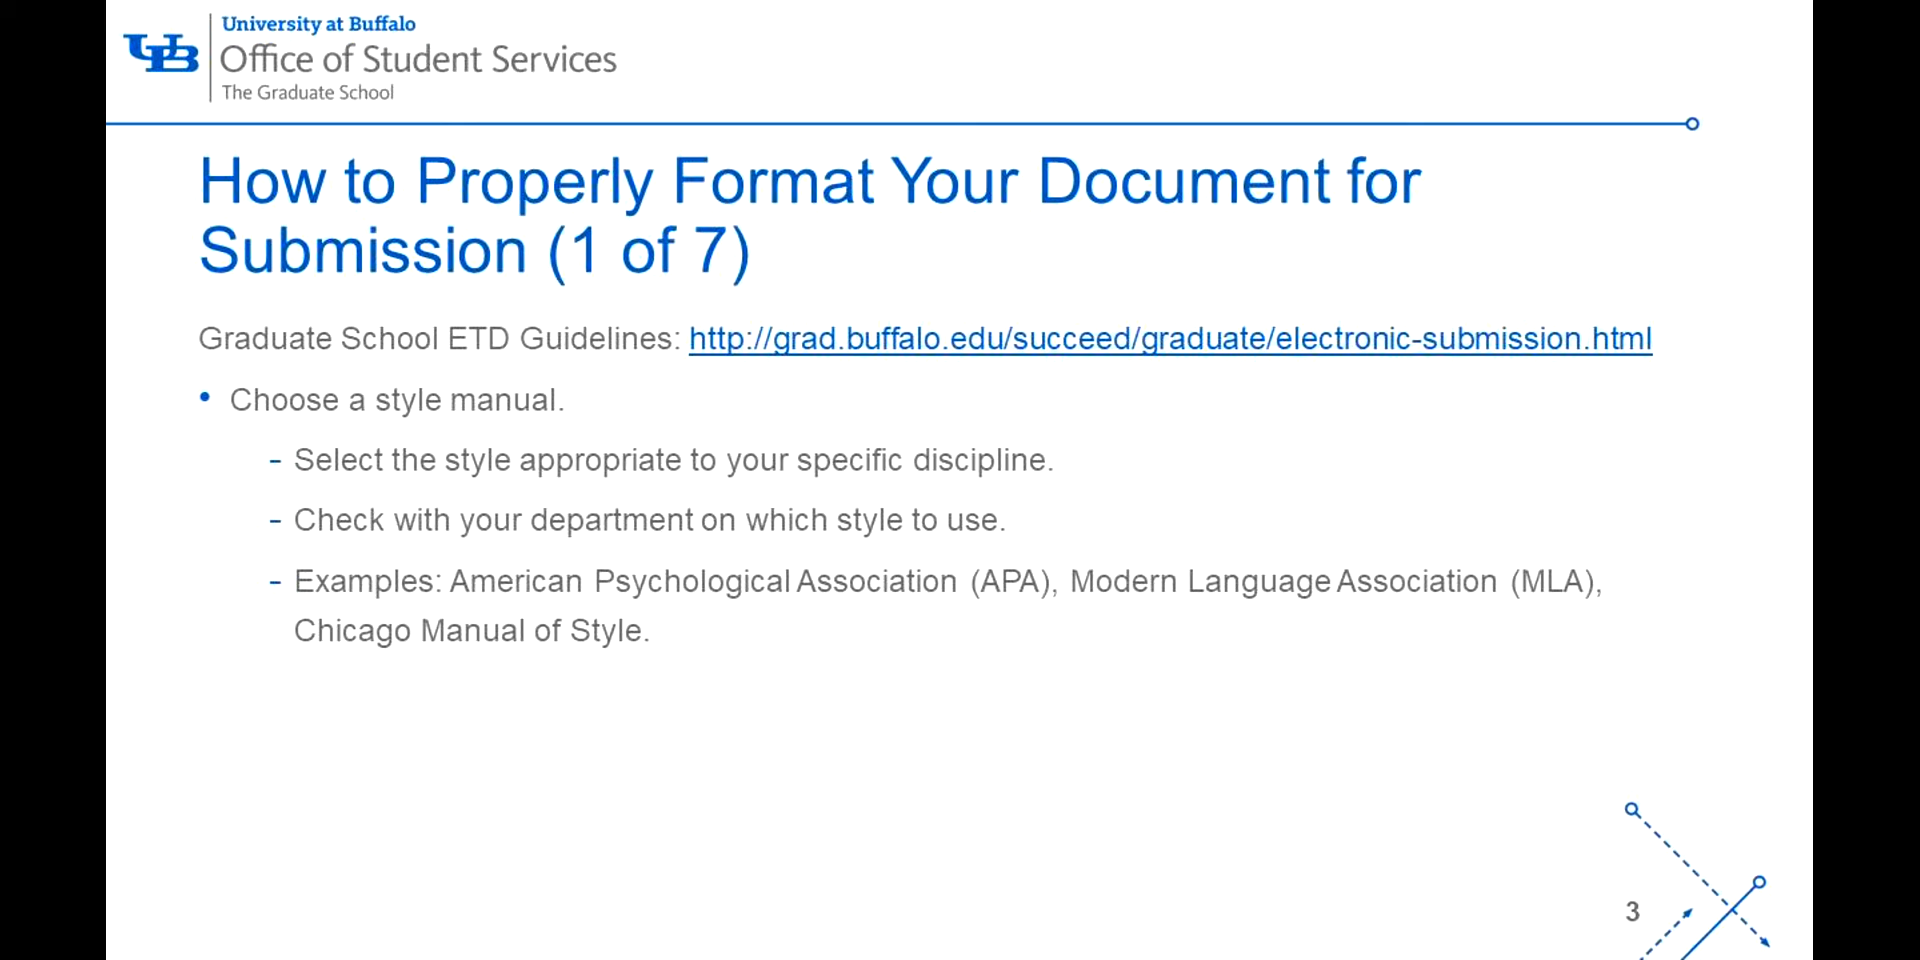 UB
University at Buffalo
Office of Student Services
The Graduate School
How to Properly Format Your Document for
Submission (1 of 7)
Graduate School ETD Guidelines: http://grad.buffalo.edu/succeed/graduate/electronic-submission.html
• Choose a style manual.
– Select the style appropriate to your specific discipline.
– Check with your department on which style to use.
– Examples: American Psychological Association (APA), Modern Language Association (MLA),
Chicago Manual of Style.
3